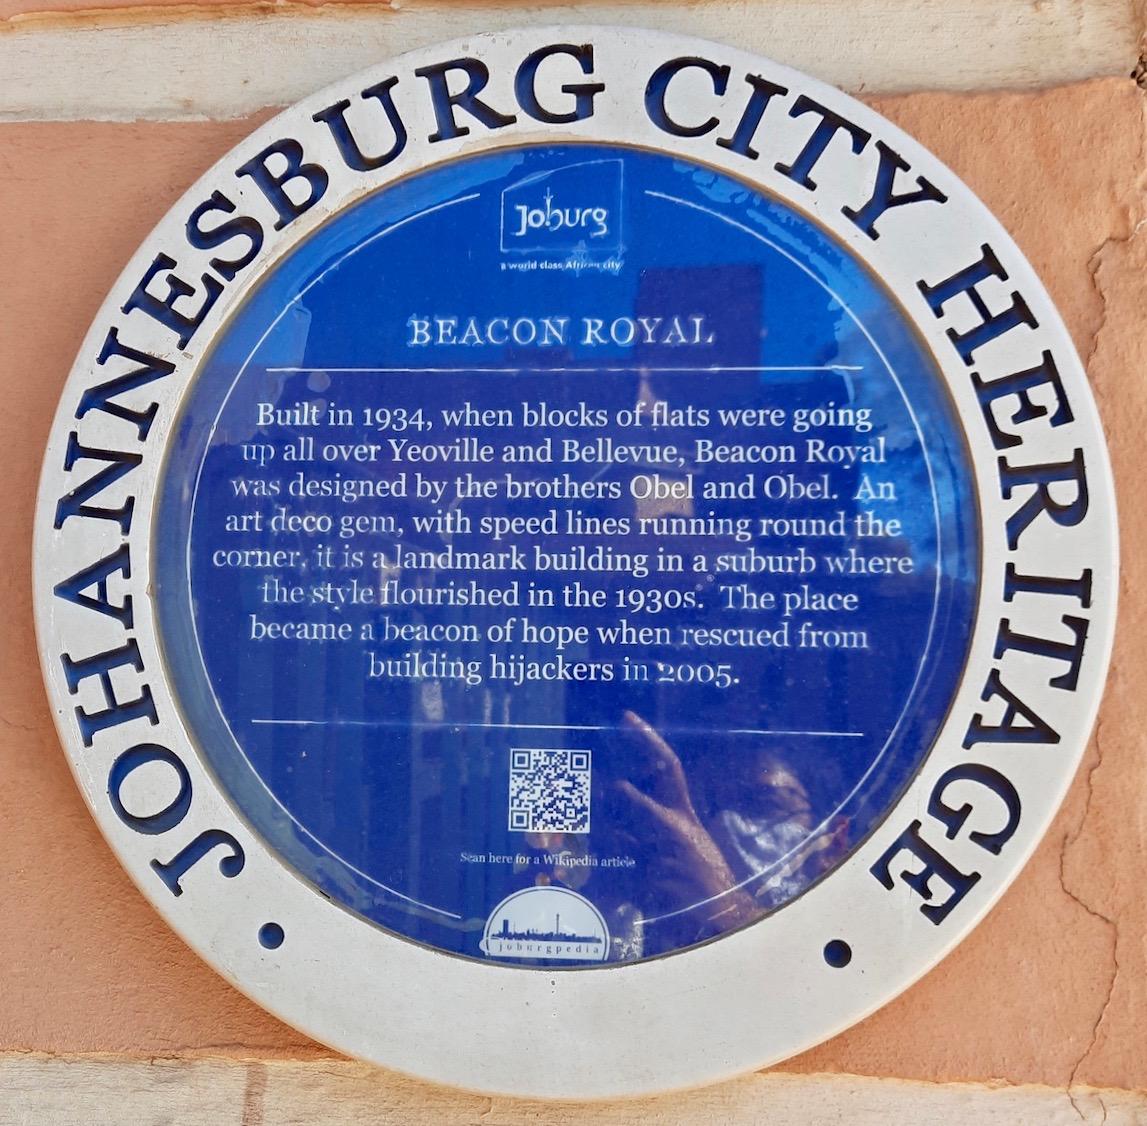 JOHANNESBURG CITY HERITAGE
Joburg
a world class African city
BEACON ROYAL
Built in 1934, when blocks of flats were going
up all over Yeoville and Bellevue, Beacon Royal
was designed by the brothers Obel and Obel. An
art deco gem, with speed lines running round the
corner, it is a landmark building in a suburb where
the style flourished in the 1930s. The place
became a beacon of hope when rescued from
building hijackers in 2005.
Scan here for a Wikipedia article
joburgpedia